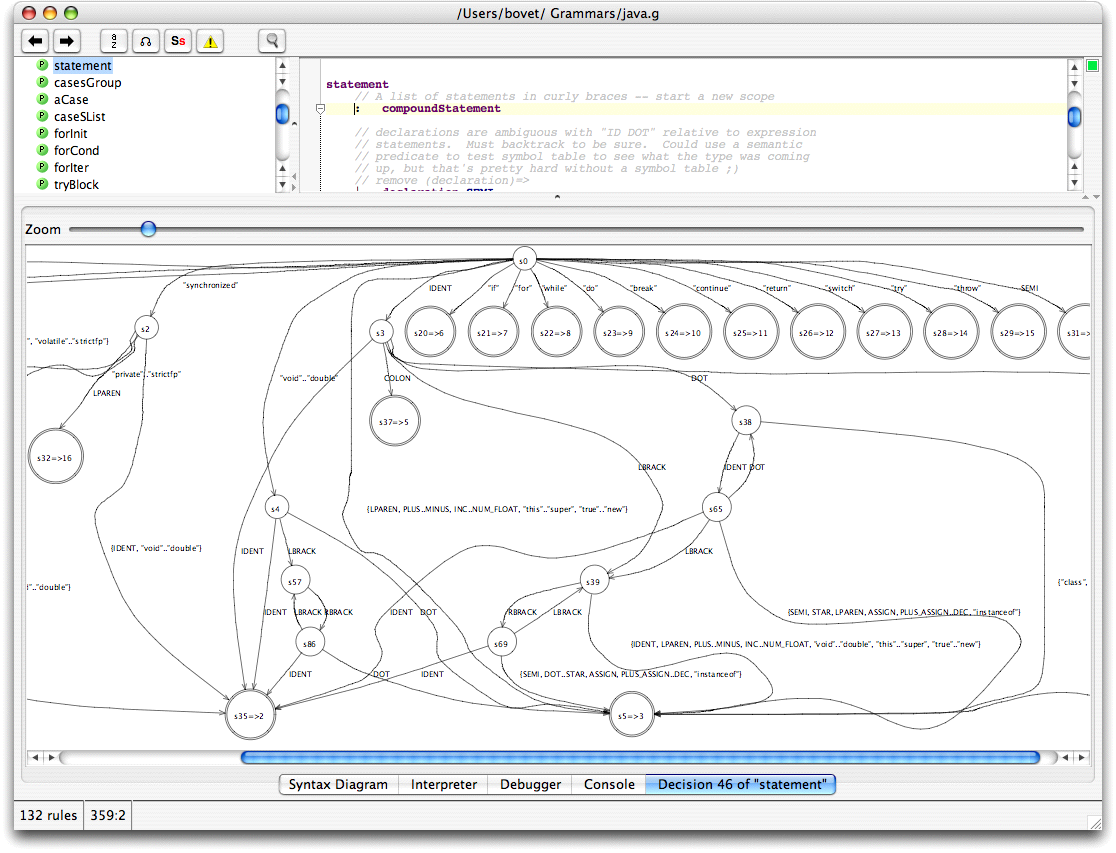 /Users/bovet/ Grammars/java.g
a
z
Ss
statement
casesGroup
aCase
caseSList
forInit
forCond
forIter
tryBlock
statement
// A list of statements in curly braces -- start a new scope
: compoundStatement
// declarations are ambiguous with "ID DOT" relative to expression
// statements. Must backtrack to be sure. Could use a semantic
// predicate to test symbol table to see what the type was coming
// up, but that's pretty hard without a symbol table ;)
// remove (declaration)=>
| declaration SEMI
Zoom
s0
"synchronized"
IDENT "if" "for" "while" "do" "break" "continue" "return" "switch" "try" "throw" SEMI
s2
s3
s20=>6 s21=>7 s22=>8 s23=>9 s24=>10 s25=>11 s26=>12 s27=>13 s28=>14 s29=>15 s31=>
", "volatile".."strictfp"}
"private".."strictfp"
"void".."double"
COLON
DOT
LPAREN
s37=>5
s38
s32=>16
LBRACK
IDENT DOT
s4
{LPAREN, PLUS..MINUS, INC..NUM_FLOAT, "this".."super", "true".."new"}
s65
{IDENT, "void".."double"}
IDENT
LBRACK
LBRACK
s57
s39
"..“double"}
{"class",
IDENT LBRACK RBRACK
IDENT DOT
RBRACK LBRACK
{SEMI, STAR, LPAREN, ASSIGN, PLUS_ASSIGN..DEC, "instanceof"}
s86
s69
{IDENT, LPAREN, PLUS..MINUS, INC..NUM_FLOAT, "void".."double", "this".."super", "true".."new"}
IDENT
DOT
IDENT
{SEMI, DOT..STAR, ASSIGN, PLUS_ASSIGN..DEC, "instanceof"}
s35=>2
s5=>3
Syntax Diagram Interpreter Debugger Console Decision 46 of "statement"
132 rules 359:2